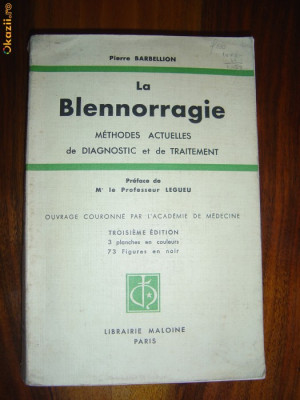 Okazii.ro
Pierre BARBELLION
La
Blennorragie
MÉTHODES ACTUELLES
de DIAGNOSTIC et de TRAITEMENT
Préface de
Mr le Professeur LEGUEU
OUVRAGE COURONNÉ PAR L'ACADÉMIE DE MÉDECINE
TROISIÈME ÉDITION
3 planches en couleurs
73 Figures en noir
LIBRAIRIE MALOINE
PARIS